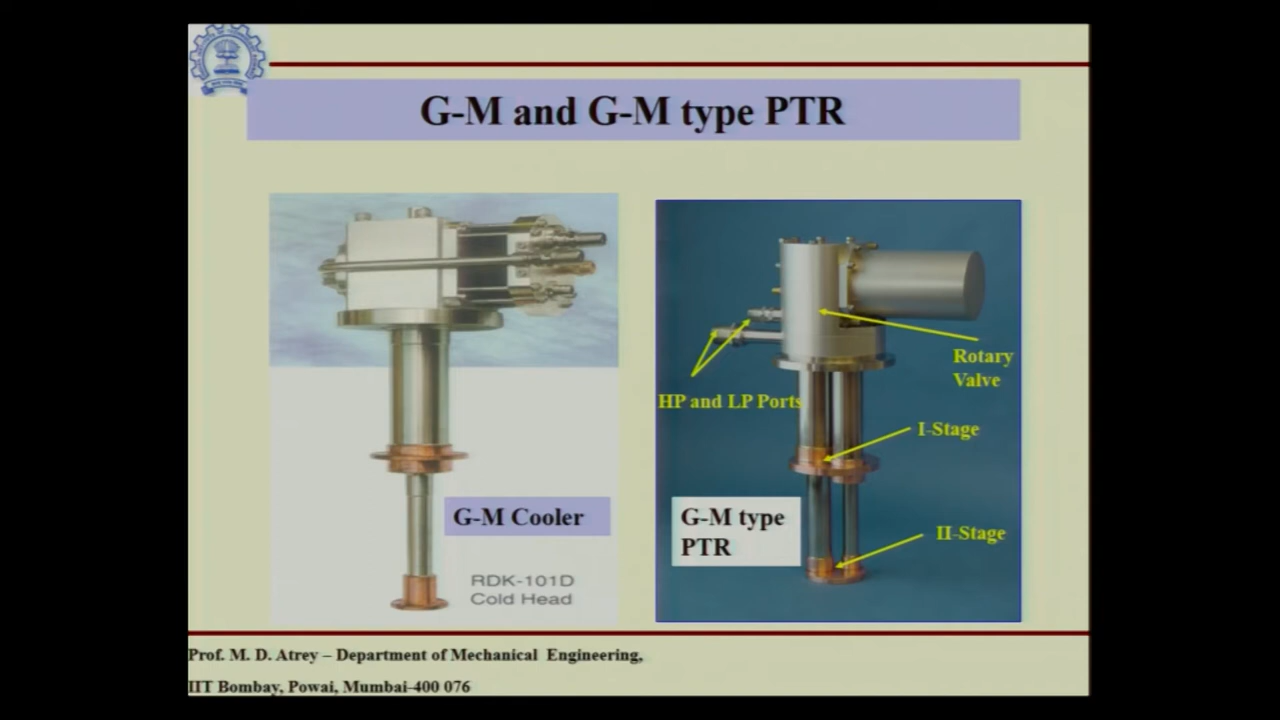 G-M and G-M type PTR
G-M Cooler
RDK-101D
Cold Head
HP and LP Ports
Rotary
Valve
I-Stage
II-Stage
G-M type
PTR
Prof. M. D. Atrey – Department of Mechanical Engineering,
IIT Bombay, Powai, Mumbai-400 076